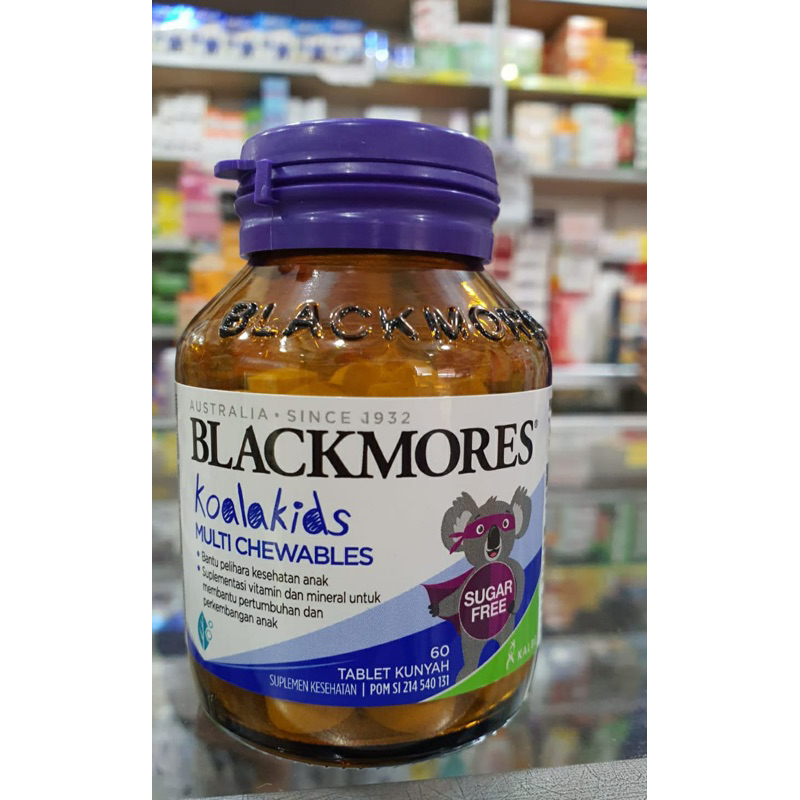 BLACKMORES
AUSTRALIA • SINCE 1932
BLACKMORES®
koalakids
MULTI CHEWABLES
• Bantu pelihara kesehatan anak
• Suplementasi vitamin dan mineral untuk
membantu pertumbuhan dan
perkembangan anak
SUGAR
FREE
60
TABLET KUNYAH
SUPLEMEN KESEHATAN | POM SI 214 540 131